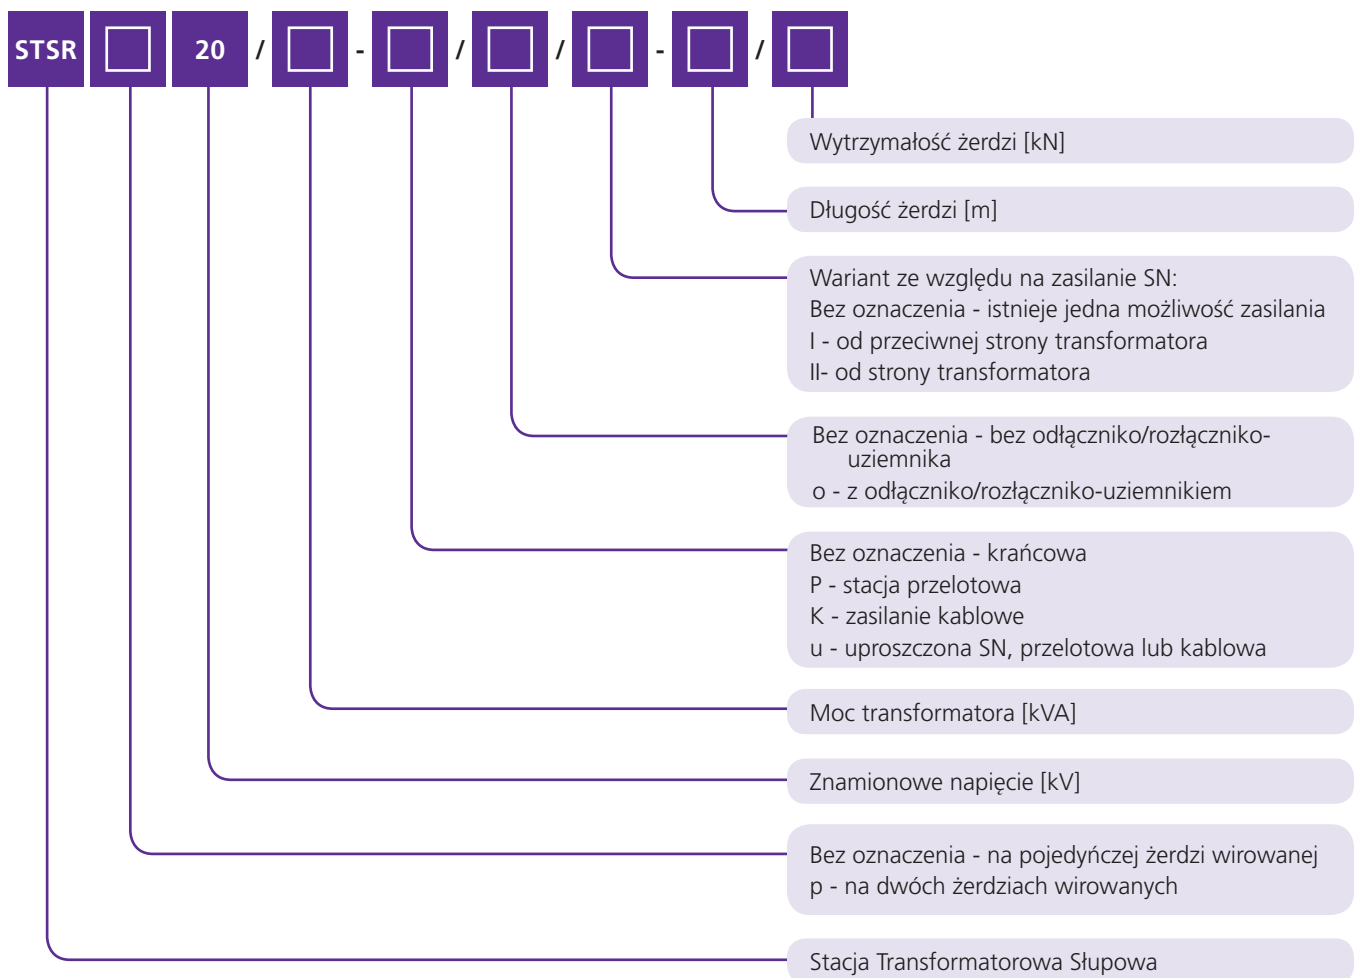 STSR □ 20 / □ - □ / □ / □ - □ / □
Wytrzymałość żerdzi [kN]
Długość żerdzi [m]
Wariant ze względu na zasilanie SN:
Bez oznaczenia - istnieje jedna możliwość zasilania
I - od przeciwnej strony transformatora
II- od strony transformatora
Bez oznaczenia - bez odłączniko/rozłączniko-
uziemnika
o - z odłączniko/rozłączniko-uziemnikiem
Bez oznaczenia - krańcowa
P - stacja przelotowa
K - zasilanie kablowe
u - uproszczona SN, przelotowa lub kablowa
Moc transformatora [kVA]
Znamionowe napięcie [kV]
Bez oznaczenia - na pojedyńczej żerdzi wirowanej
p - na dwóch żerdziach wirowanych
Stacja Transformatorowa Słupowa